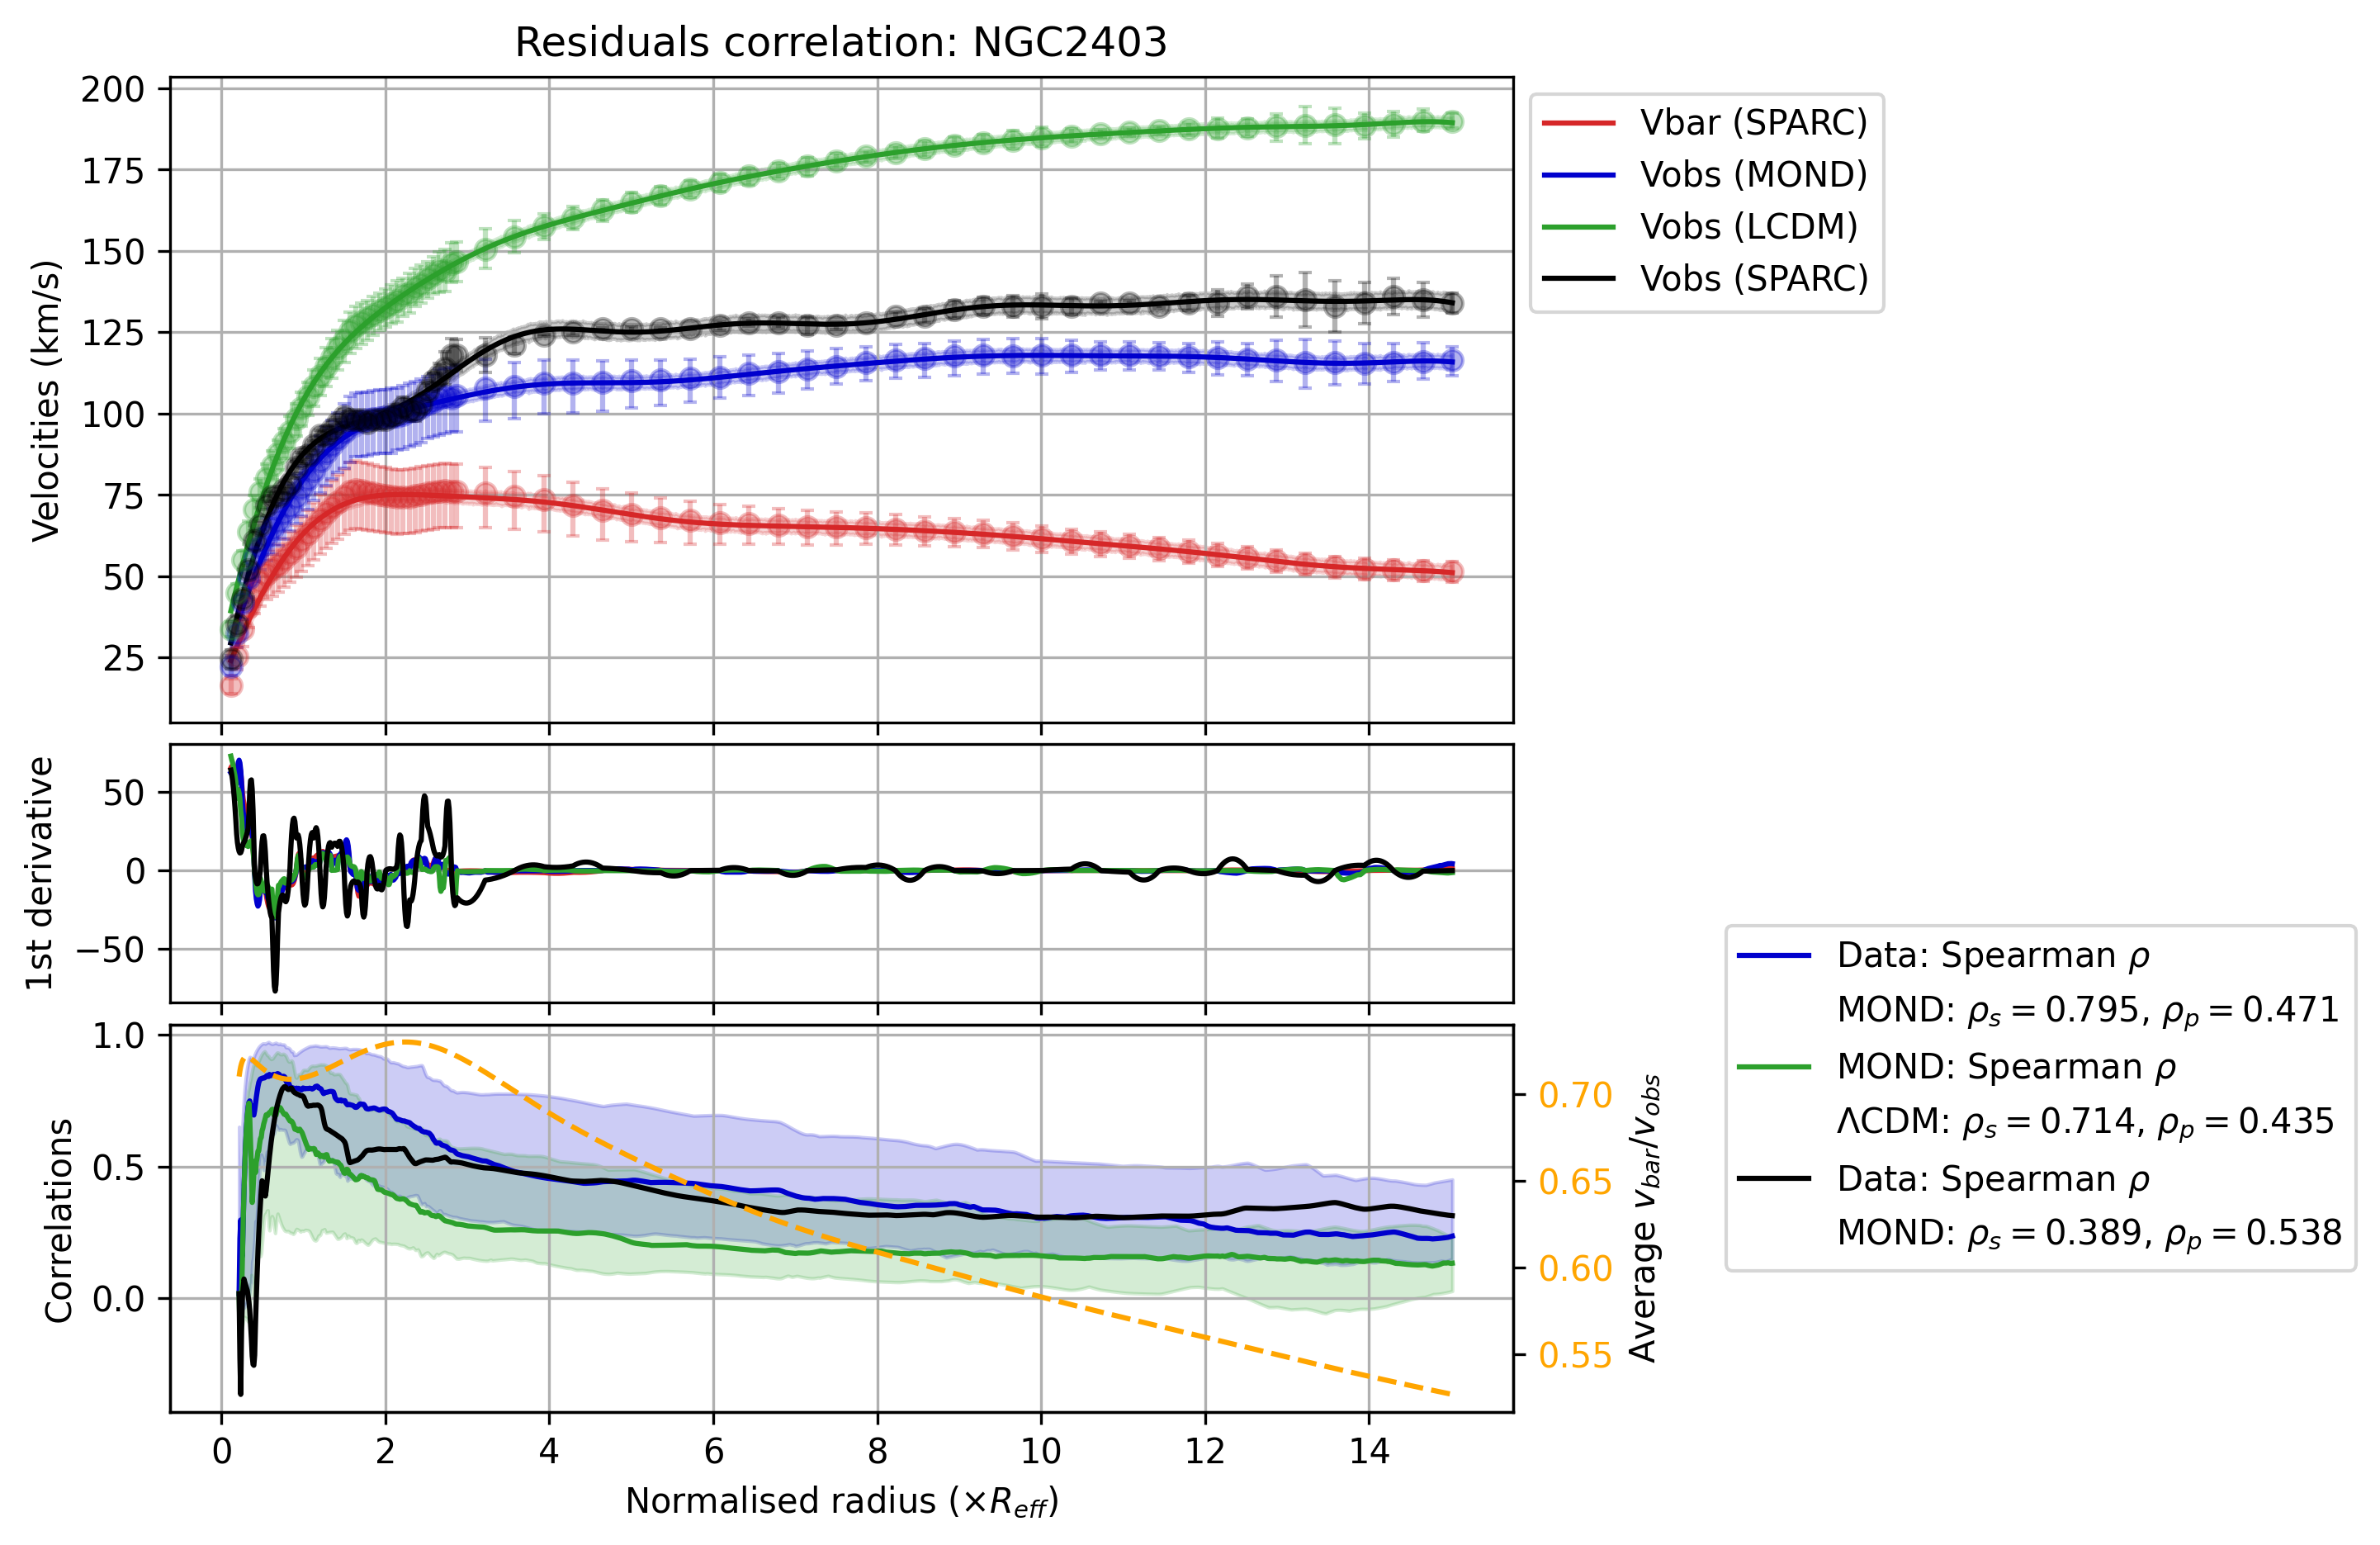 Residuals correlation: NGC2403
200
175
150
125
100
75
50
25
Velocities (km/s)
Vbar (SPARC)
Vobs (MOND)
Vobs (LCDM)
Vobs (SPARC)
50
0
−50
1st derivative
1.0
0.5
0.0
Correlations
0.70
0.65
0.60
0.55
Average v_bar/v_obs
0 2 4 6 8 10 12 14
Normalised radius (×R_eff)
Data: Spearman ρ
MOND: ρ_s = 0.795, ρ_p = 0.471
MOND: Spearman ρ
ΛCDM: ρ_s = 0.714, ρ_p = 0.435
Data: Spearman ρ
MOND: ρ_s = 0.389, ρ_p = 0.538